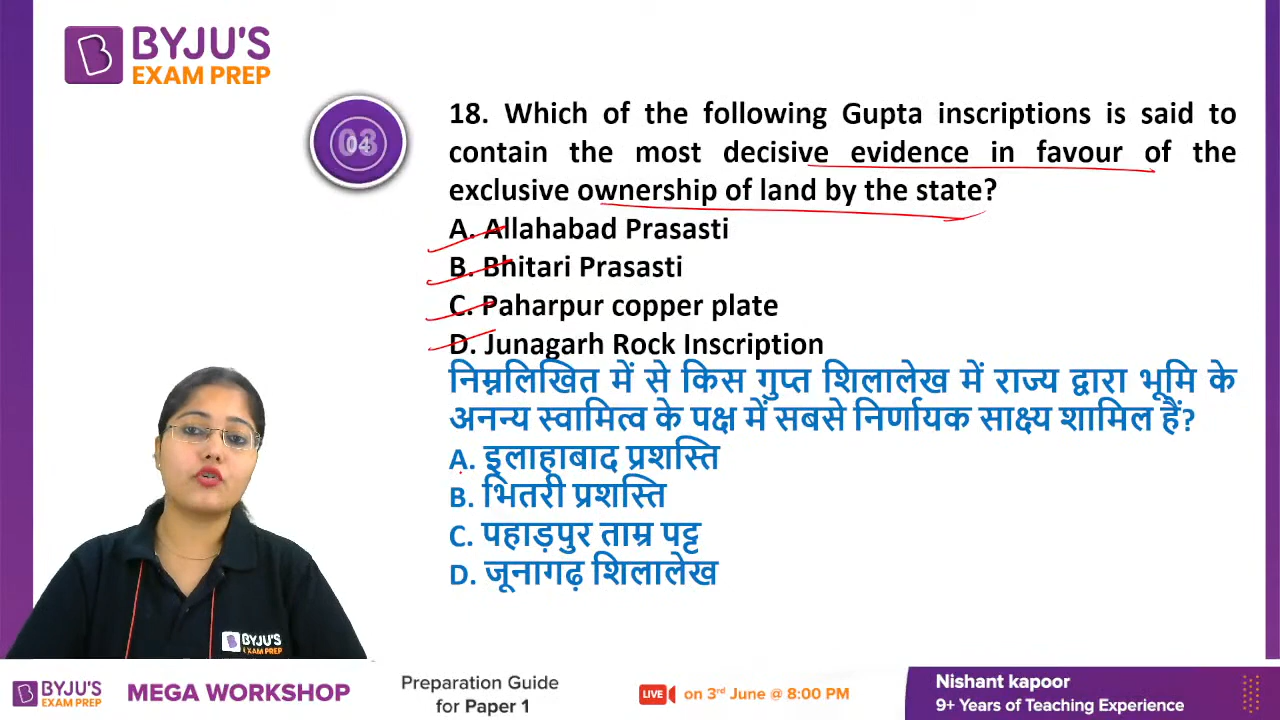 BYJU'S
EXAM PREP
04
18. Which of the following Gupta inscriptions is said to
contain the most decisive evidence in favour of the
exclusive ownership of land by the state?
A. Allahabad Prasasti
B. Bhitari Prasasti
C. Paharpur copper plate
D. Junagarh Rock Inscription
निम्नलिखित में से किस गुप्त शिलालेख में राज्य द्वारा भूमि के
अनन्य स्वामित्व के पक्ष में सबसे निर्णायक साक्ष्य शामिल हैं?
A. इलाहाबाद प्रशस्ति
B. भितरी प्रशस्ति
C. पहाड़पुर ताम्र पट्ट
D. जूनागढ़ शिलालेख
BYJU'S
EXAM PREP
BYJU'S
EXAM PREP
MEGA WORKSHOP
Preparation Guide
for Paper 1
LIVE
on 3rd June @ 8:00 PM
Nishant kapoor
9+ Years of Teaching Experience